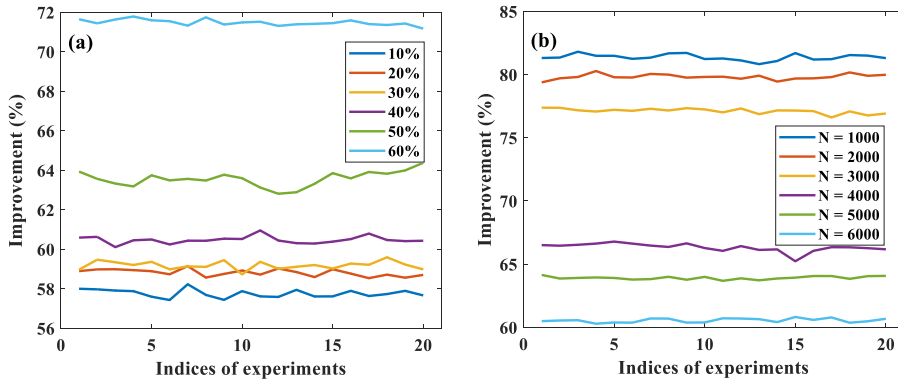 (a)
Improvement (%)
72
70
68
66
64
62
60
58
56
0
5
10
15
20
Indices of experiments
10%
20%
30%
40%
50%
60%
(b)
Improvement (%)
85
80
75
70
65
60
0
5
10
15
20
Indices of experiments
N = 1000
N = 2000
N = 3000
N = 4000
N = 5000
N = 6000